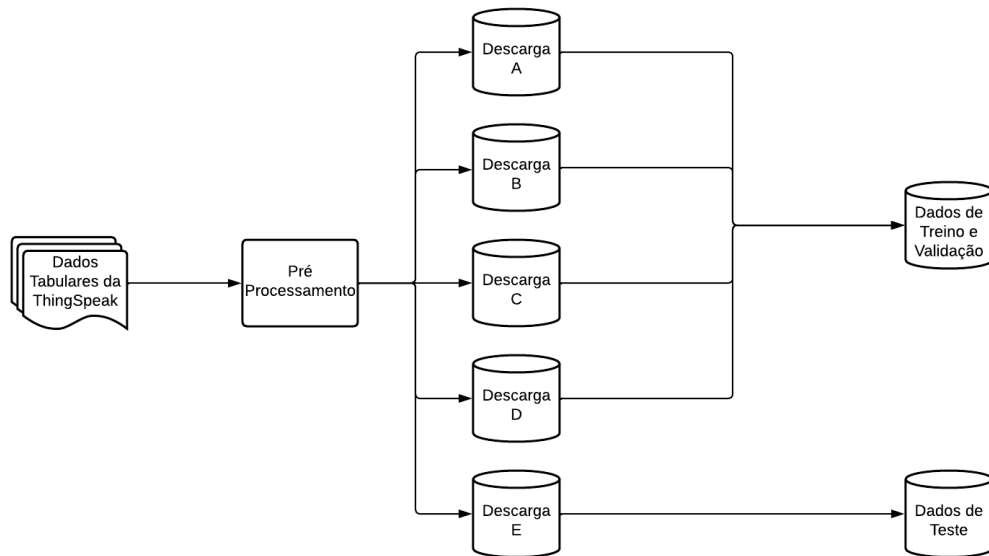 Descarga
A
Descarga
B
Dados
Tabulares da
ThingSpeak
Pré
Processamento
Descarga
C
Descarga
D
Descarga
E
Dados de
Treino e
Validação
Dados de
Teste